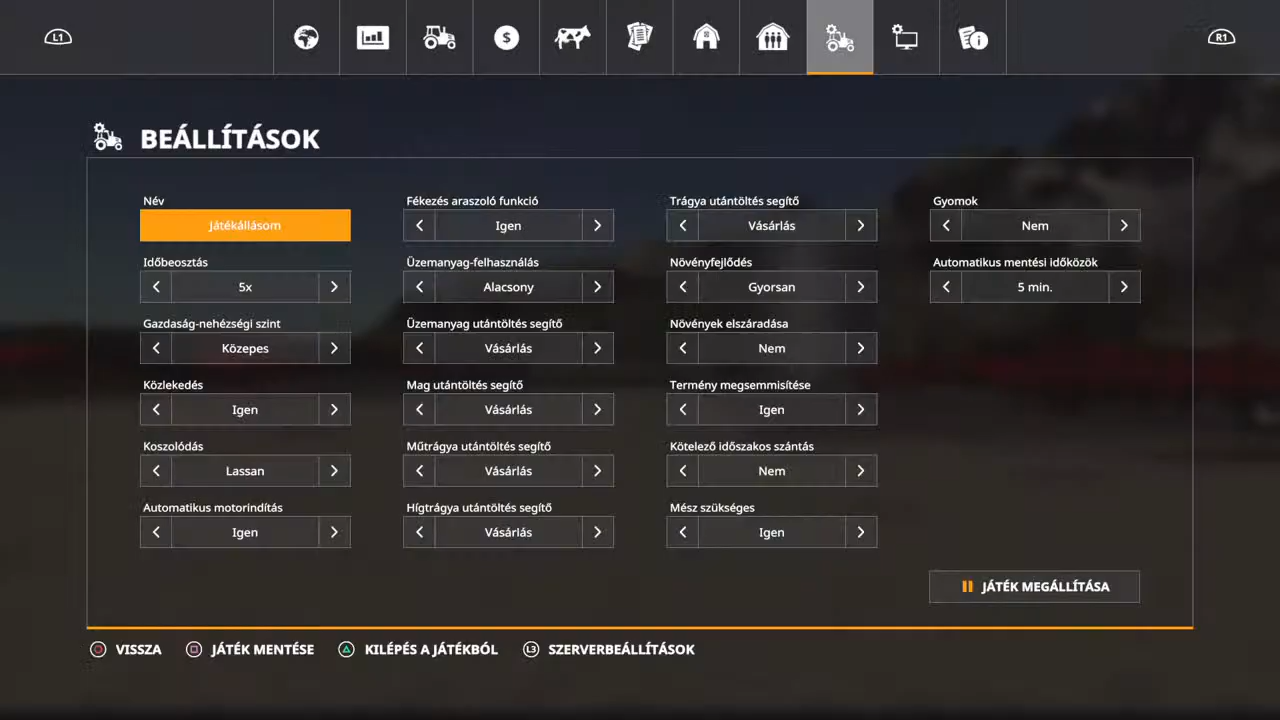 L1
$
R1
BEÁLLÍTÁSOK
Név
Játékállásom
Időbeosztás
5x
Gazdaság-nehézségi szint
Közepes
Közlekedés
Igen
Koszolódás
Lassan
Automatikus motorindítás
Igen
Fékezés araszoló funkció
Igen
Üzemanyag-felhasználás
Alacsony
Üzemanyag utántöltés segítő
Vásárlás
Mag utántöltés segítő
Vásárlás
Műtrágya utántöltés segítő
Vásárlás
Hígtrágya utántöltés segítő
Vásárlás
Trágya utántöltés segítő
Vásárlás
Növényfejlődés
Gyorsan
Növények elszáradása
Nem
Termény megsemmisítése
Igen
Kötelező időszakos szántás
Nem
Mész szükséges
Igen
Gyomok
Nem
Automatikus mentési időközök
5 min.
JÁTÉK MEGÁLLÍTÁSA
VISSZA
JÁTÉK MENTÉSE
KILÉPÉS A JÁTÉKBÓL
L3 SZERVERBEÁLLÍTÁSOK